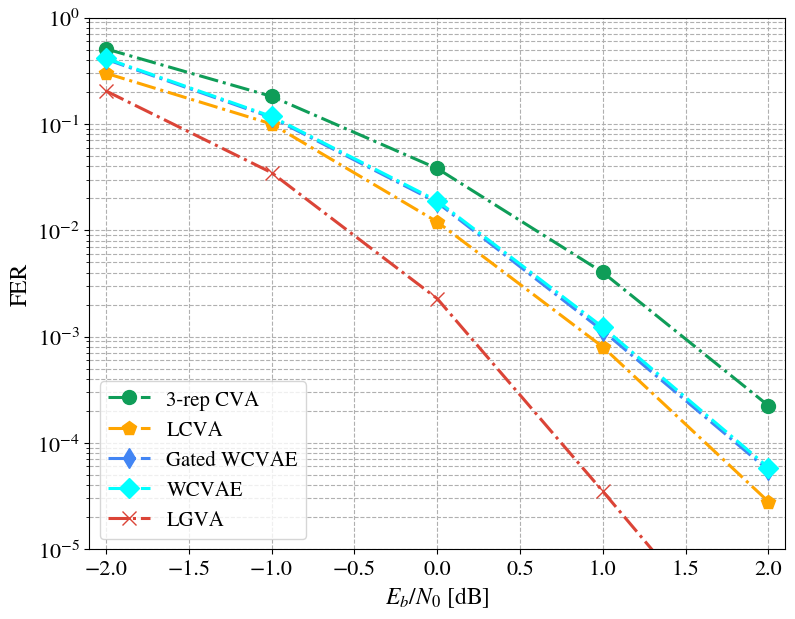 10⁰
10⁻¹
10⁻²
10⁻³
10⁻⁴
10⁻⁵
FER
3-rep CVA
LCVA
Gated WCVAE
WCVAE
LGVA
−2.0 −1.5 −1.0 −0.5 0.0 0.5 1.0 1.5 2.0
E_b/N_0 [dB]